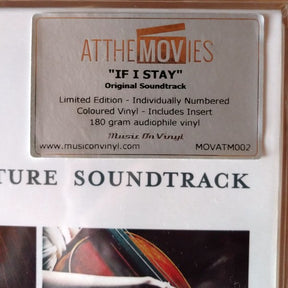 ATTHEMOVIES
"IF I STAY"
Original Soundtrack
Limited Edition - Individually Numbered
Coloured Vinyl - Includes Insert
180 gram audiophile vinyl
Music On Vinyl
www.musiconvinyl.com MOVATM002
TURE SOUNDTRACK